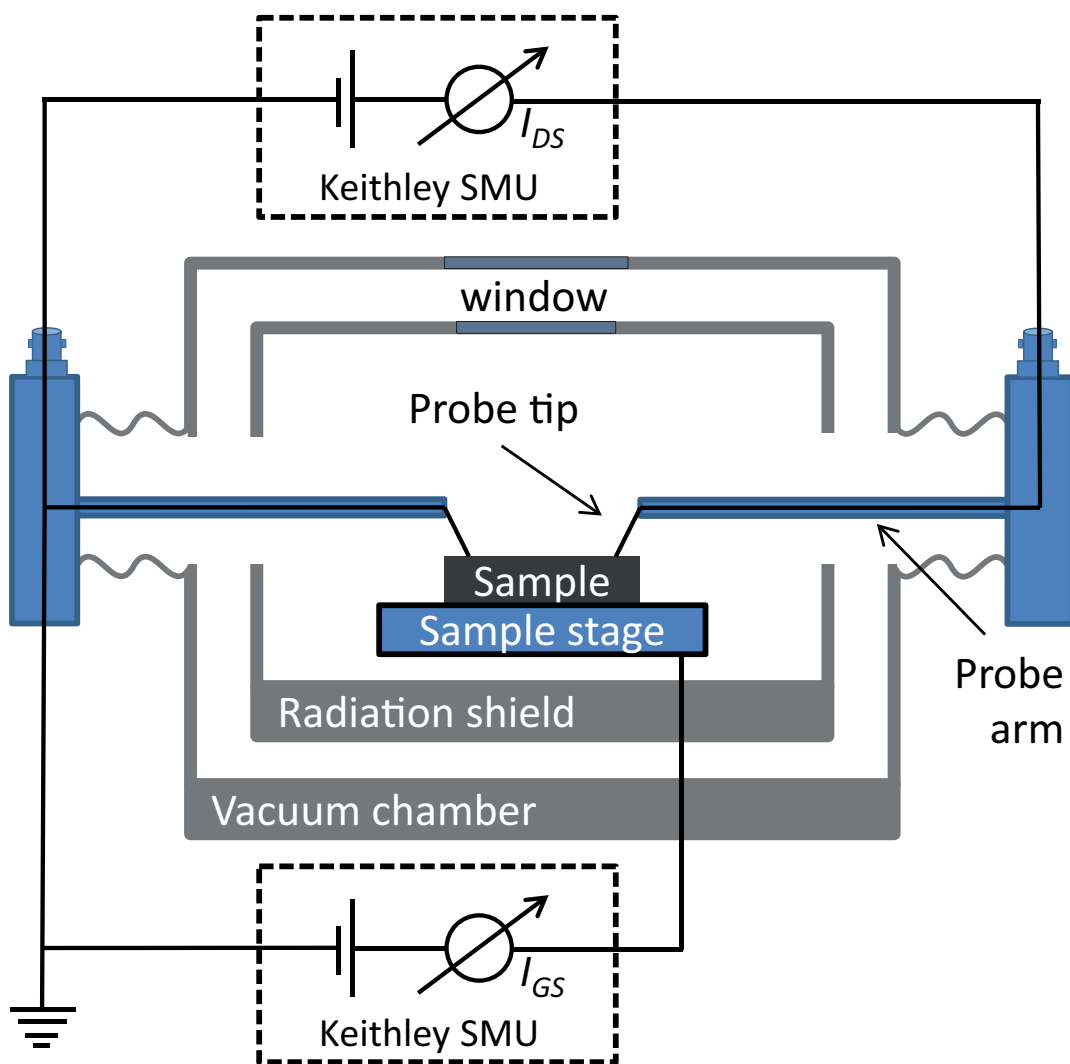 I_DS
Keithley SMU
window
Probe tip
Sample
Sample stage
Probe
arm
Radiation shield
Vacuum chamber
I_GS
Keithley SMU